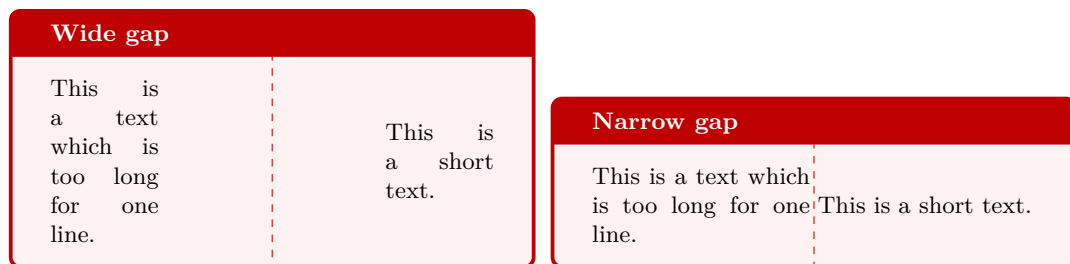 Wide gap
This is
a text
which is
too long
for one
line.
This is
a short
text.
Narrow gap
This is a text which
is too long for one
line.
This is a short text.